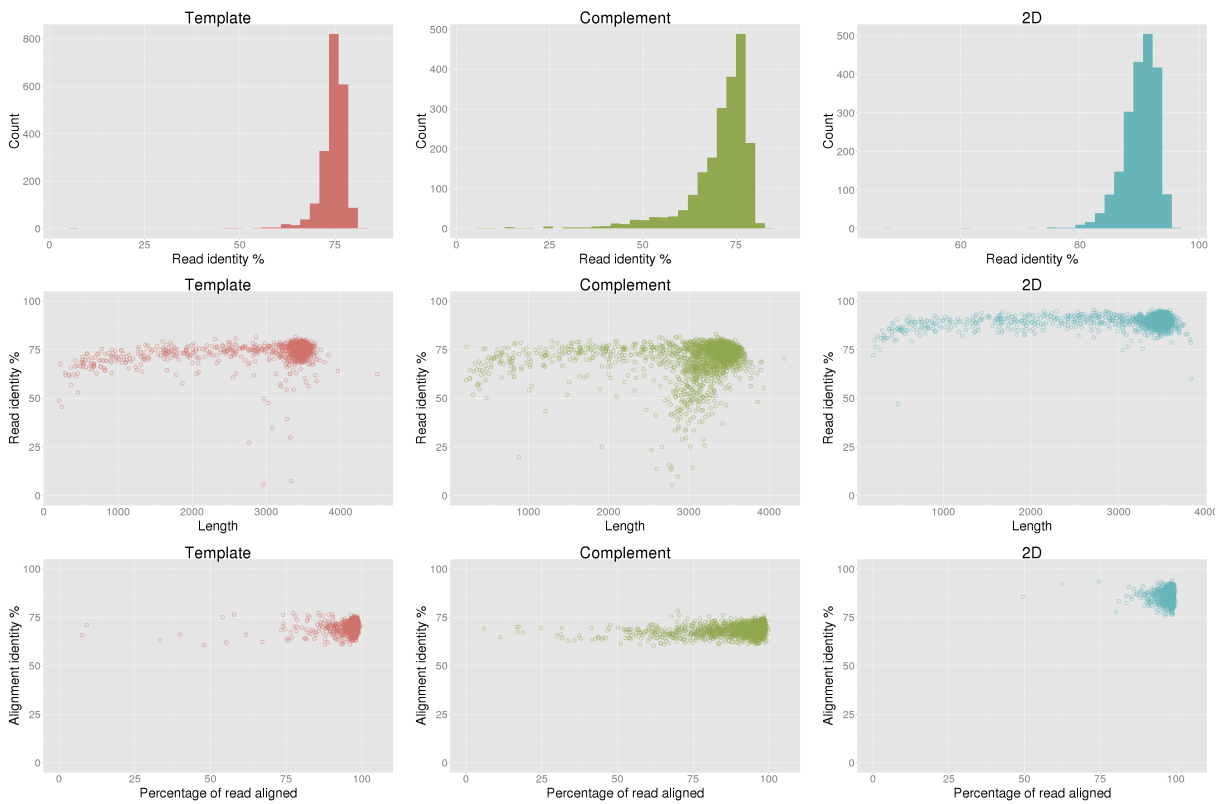 Template Complement 2D
800
600
400
200
0
Count
0 25 50 75
Read identity %
500
400
300
200
100
0
Count
0 25 50 75
Read identity %
500
400
300
200
100
0
Count
60 80 100
Read identity %
Template Complement 2D
100
75
50
25
0
Read identity %
0 1000 2000 3000 4000
Length
100
75
50
25
0
Read identity %
1000 2000 3000 4000
Length
100
75
50
25
0
Read identity %
1000 2000 3000 4000
Length
Template Complement 2D
100
75
50
25
0
Alignment identity %
0 25 50 75 100
Percentage of read aligned
100
75
50
25
0
Alignment identity %
0 25 50 75 100
Percentage of read aligned
100
75
50
25
0
Alignment identity %
0 25 50 75 100
Percentage of read aligned